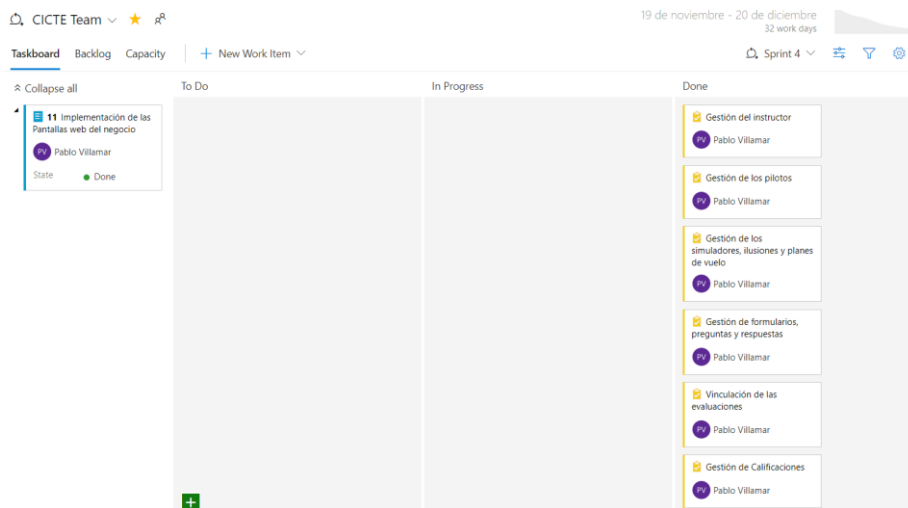 CICTE Team
19 de noviembre - 20 de diciembre
32 work days
Taskboard Backlog Capacity New Work Item Sprint 4
Collapse all
To Do In Progress Done
11 Implementación de las
Pantallas web del negocio
PV Pablo Villamar
State Done
Gestión del instructor
PV Pablo Villamar
Gestión de los pilotos
PV Pablo Villamar
Gestión de los
simuladores, ilusiones y planes
de vuelo
PV Pablo Villamar
Gestión de formularios,
preguntas y respuestas
PV Pablo Villamar
Vinculación de las
evaluaciones
PV Pablo Villamar
Gestión de Calificaciones
PV Pablo Villamar